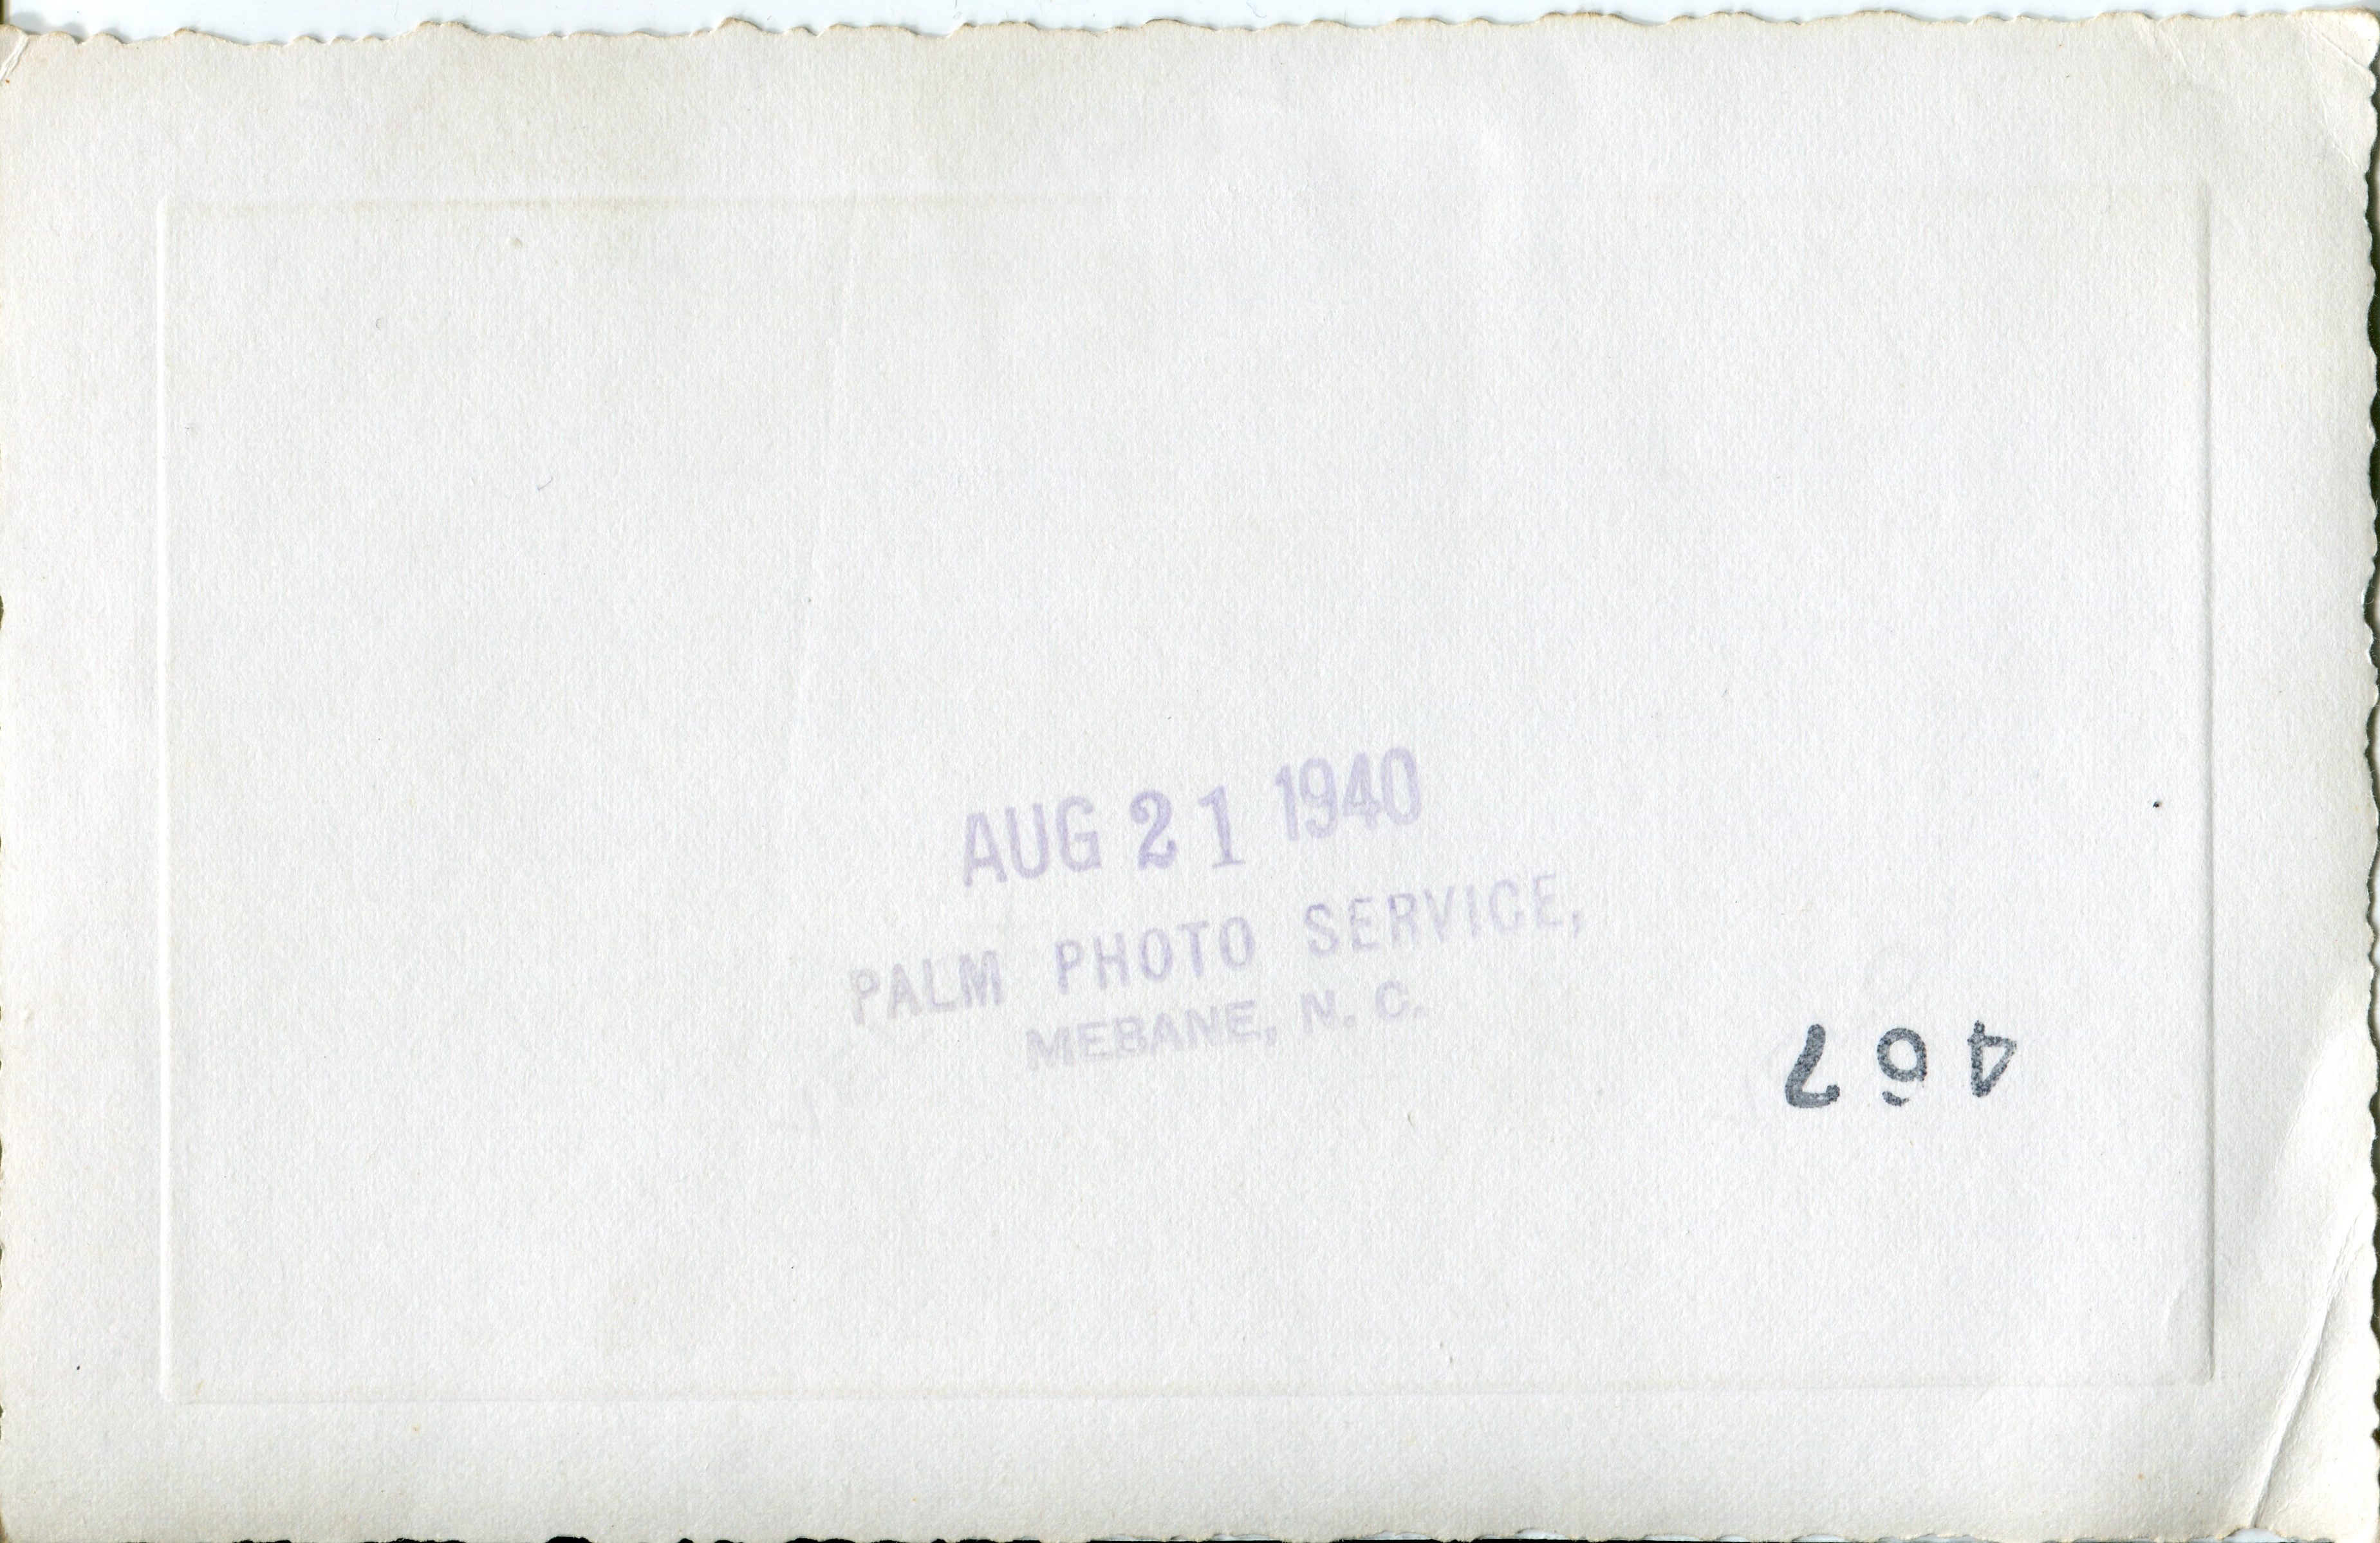 AUG 21 1940
PALM PHOTO SERVICE,
MEBANE, N. C.
467